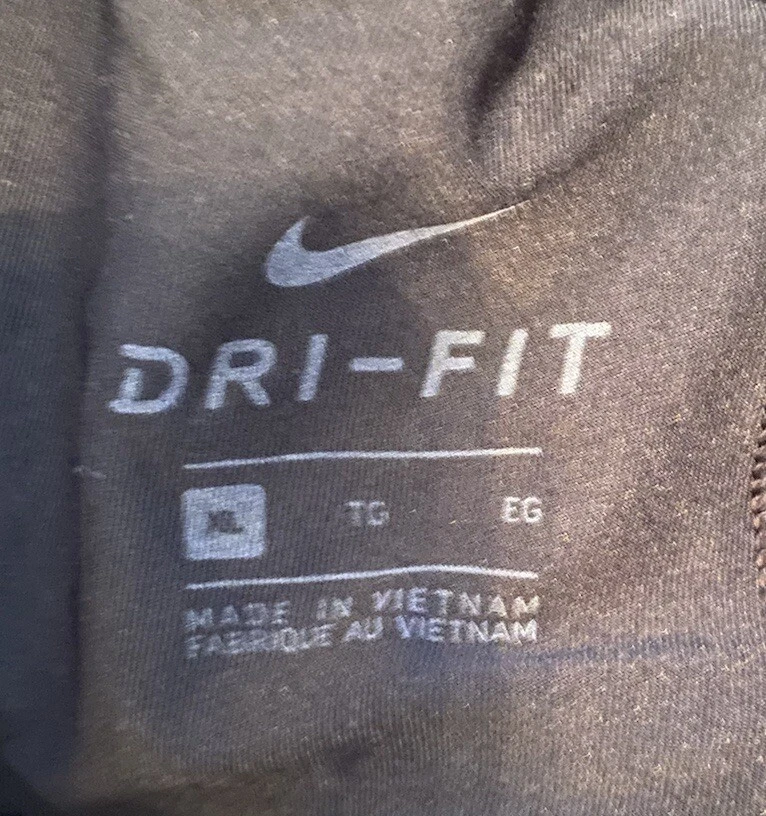 DRI-FIT
XL TG EG
MADE IN VIETNAM
FABRIQUE AU VIETNAM